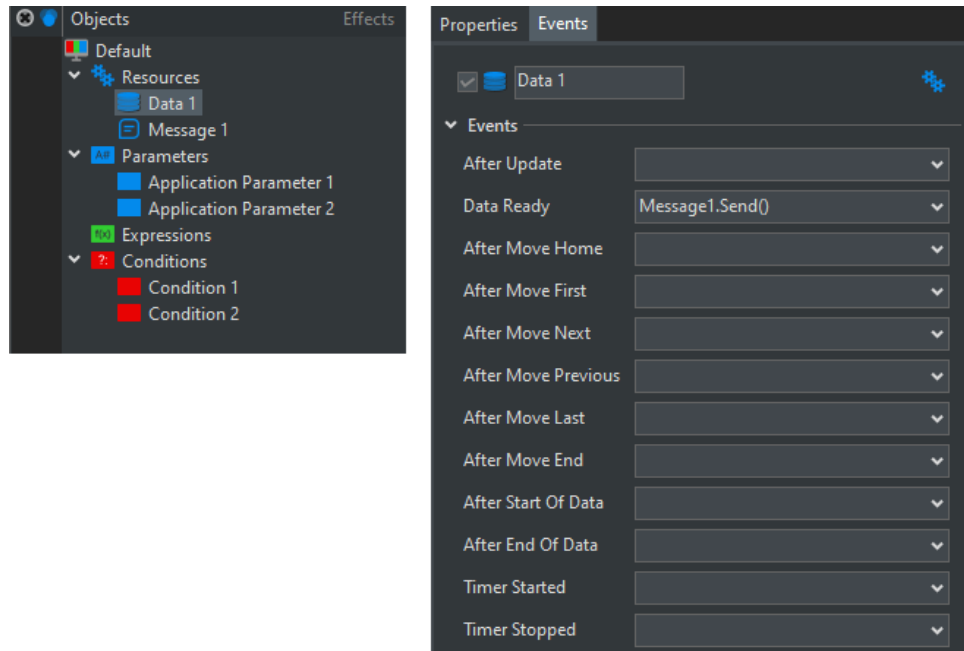 Objects Effects
Default
Resources
Data 1
Message 1
A# Parameters
Application Parameter 1
Application Parameter 2
f(x) Expressions
?: Conditions
Condition 1
Condition 2
Properties Events
Data 1
Events
After Update
Data Ready Message1.Send()
After Move Home
After Move First
After Move Next
After Move Previous
After Move Last
After Move End
After Start Of Data
After End Of Data
Timer Started
Timer Stopped